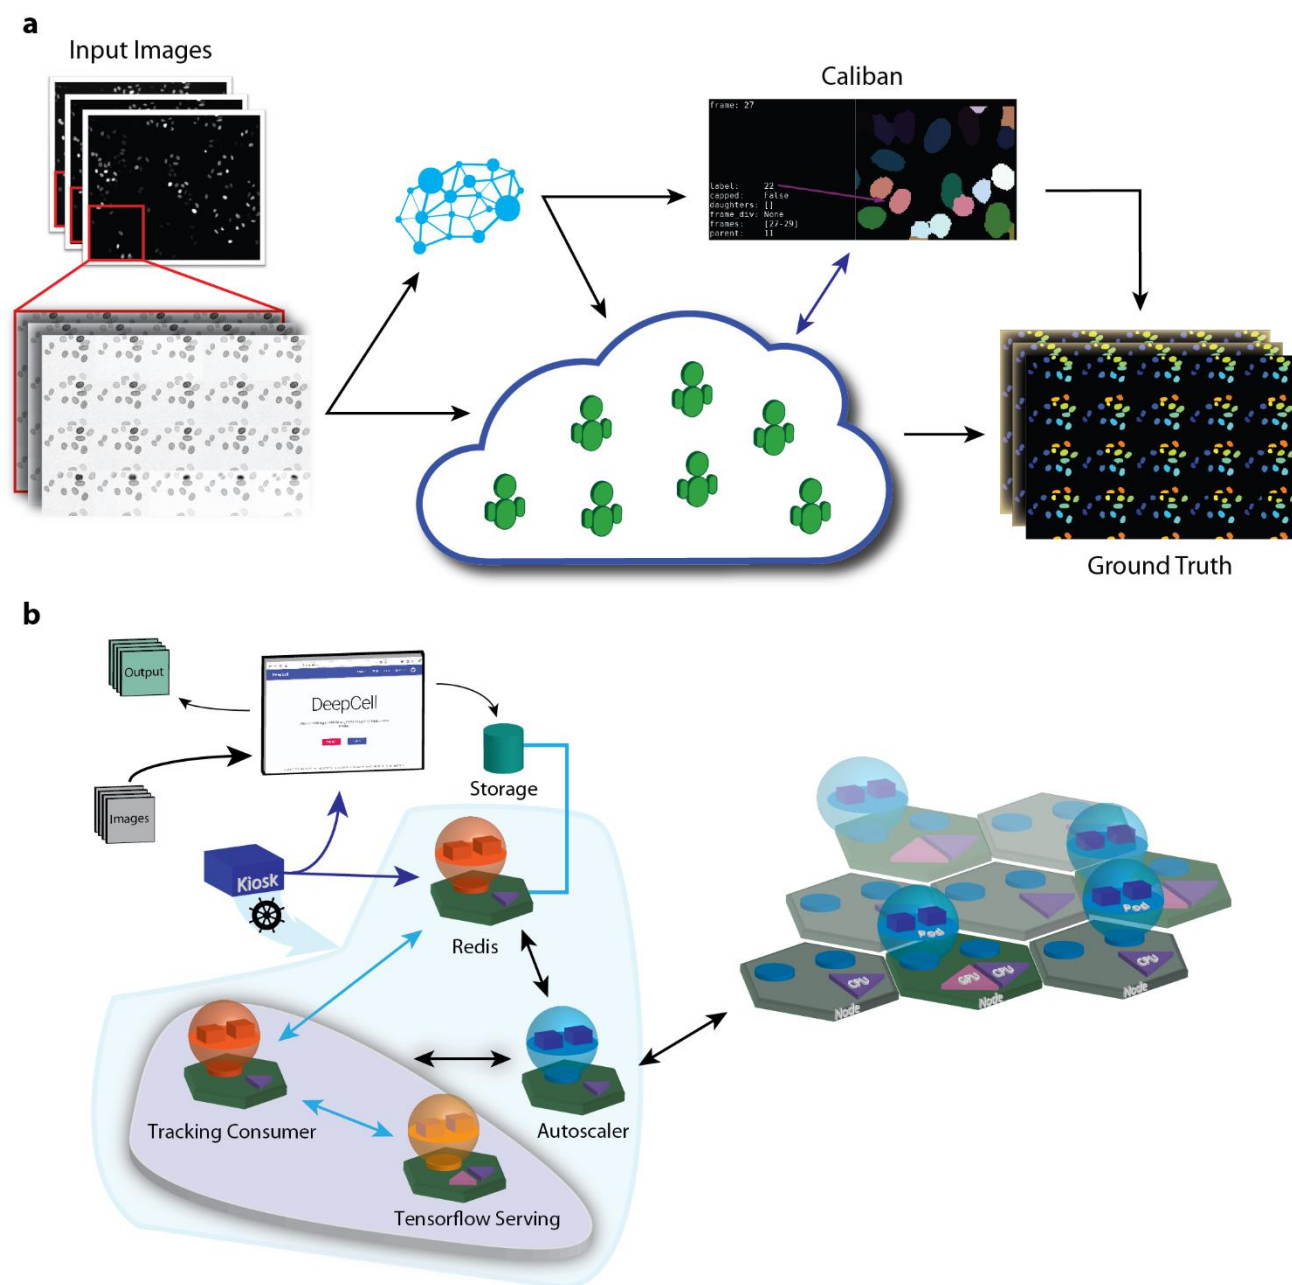 a
Input Images
Caliban
frame: 27
label: 22
capped: False
daughters: []
frame_div: None
frames: [27-29]
parent: 11
Ground Truth
b
Output
DeepCell
Images
Storage
Kiosk
Redis
Pod
Pod
CPU
GPU
CPU
CPU
Node
Node
Node
Tracking Consumer
Autoscaler
Tensorflow Serving